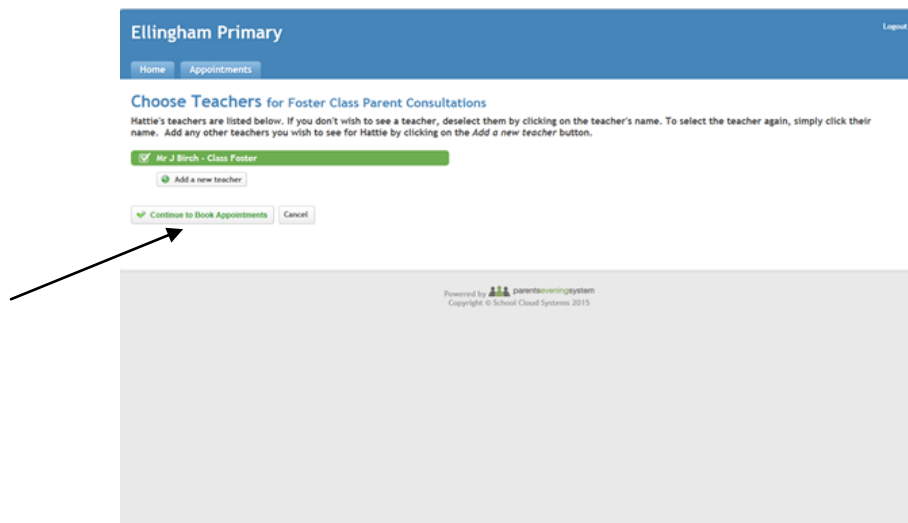 Ellingham Primary
Logout
Home Appointments
Choose Teachers for Foster Class Parent Consultations
Hattie's teachers are listed below. If you don't wish to see a teacher, deselect them by clicking on the teacher's name. To select the teacher again, simply click their
name. Add any other teachers you wish to see for Hattie by clicking on the Add a new teacher button.
Mr J Birch - Class Foster
Add a new teacher
Continue to Book Appointments Cancel
Powered by parentseveningsystem
Copyright © School Cloud Systems 2015